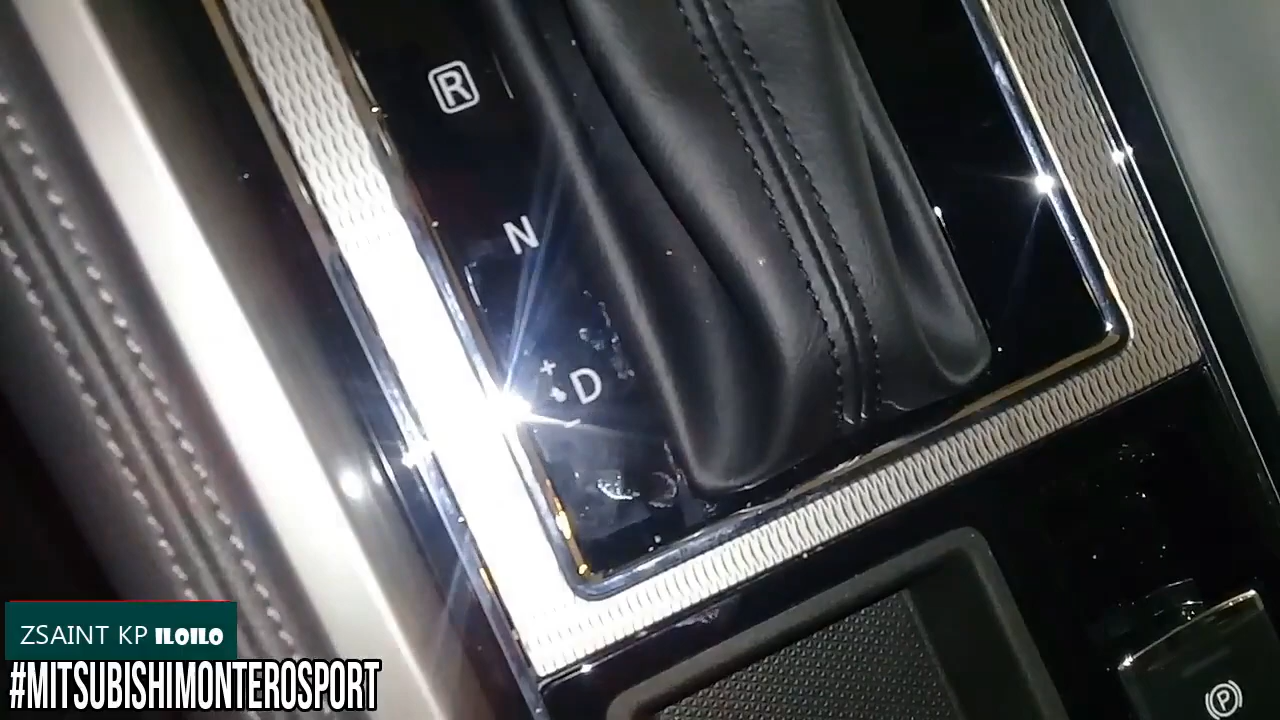 R
N
+
D
−
P
ZSAINT KP ILOILO
#MITSUBISHIMONTEROSPORT